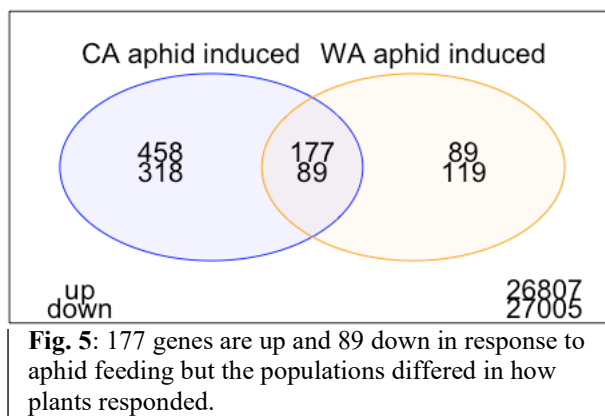 CA aphid induced WA aphid induced
458 177 89
318 89 119
up 26807
down 27005
Fig. 5: 177 genes are up and 89 down in response to
aphid feeding but the populations differed in how
plants responded.